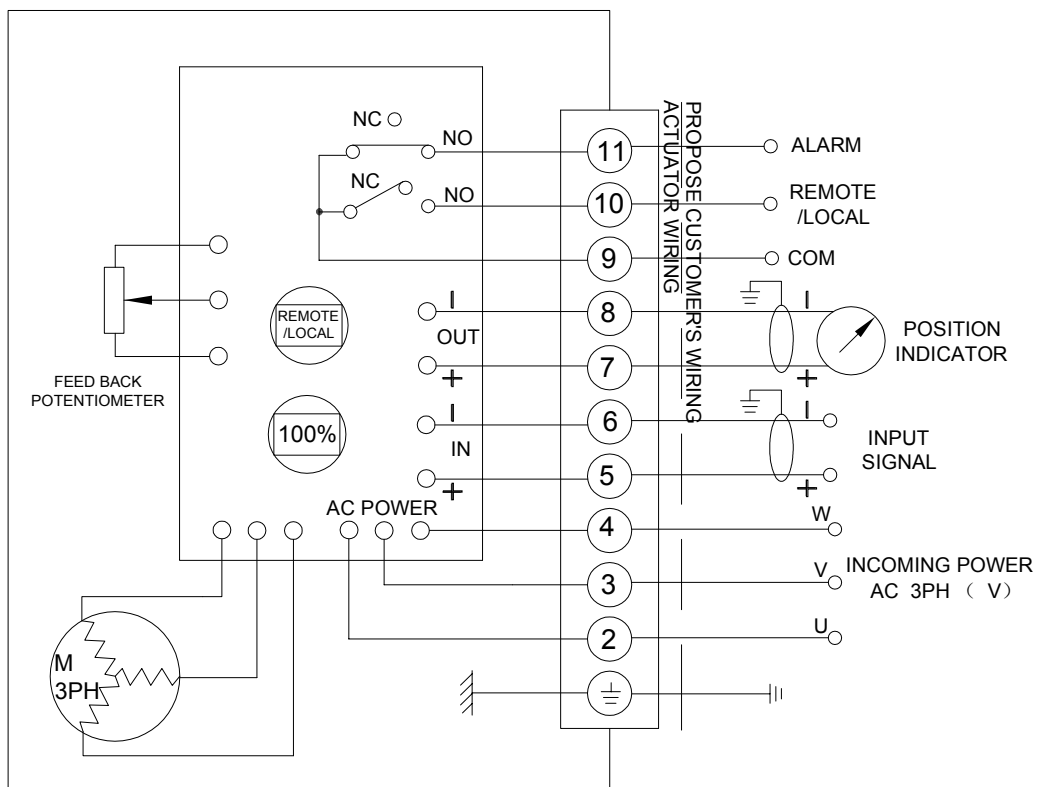 NC
NO
NC
NO
REMOTE
/LOCAL
100%
OUT
IN
AC POWER
FEED BACK
POTENTIOMETER
M
3PH
11
10
9
8
7
6
5
4
3
2
PROPOSE CUSTOMER'S WIRING
ACTUATOR WIRING
ALARM
REMOTE
/LOCAL
COM
POSITION
INDICATOR
INPUT
SIGNAL
W
V
U
INCOMING POWER
AC 3PH （ V）